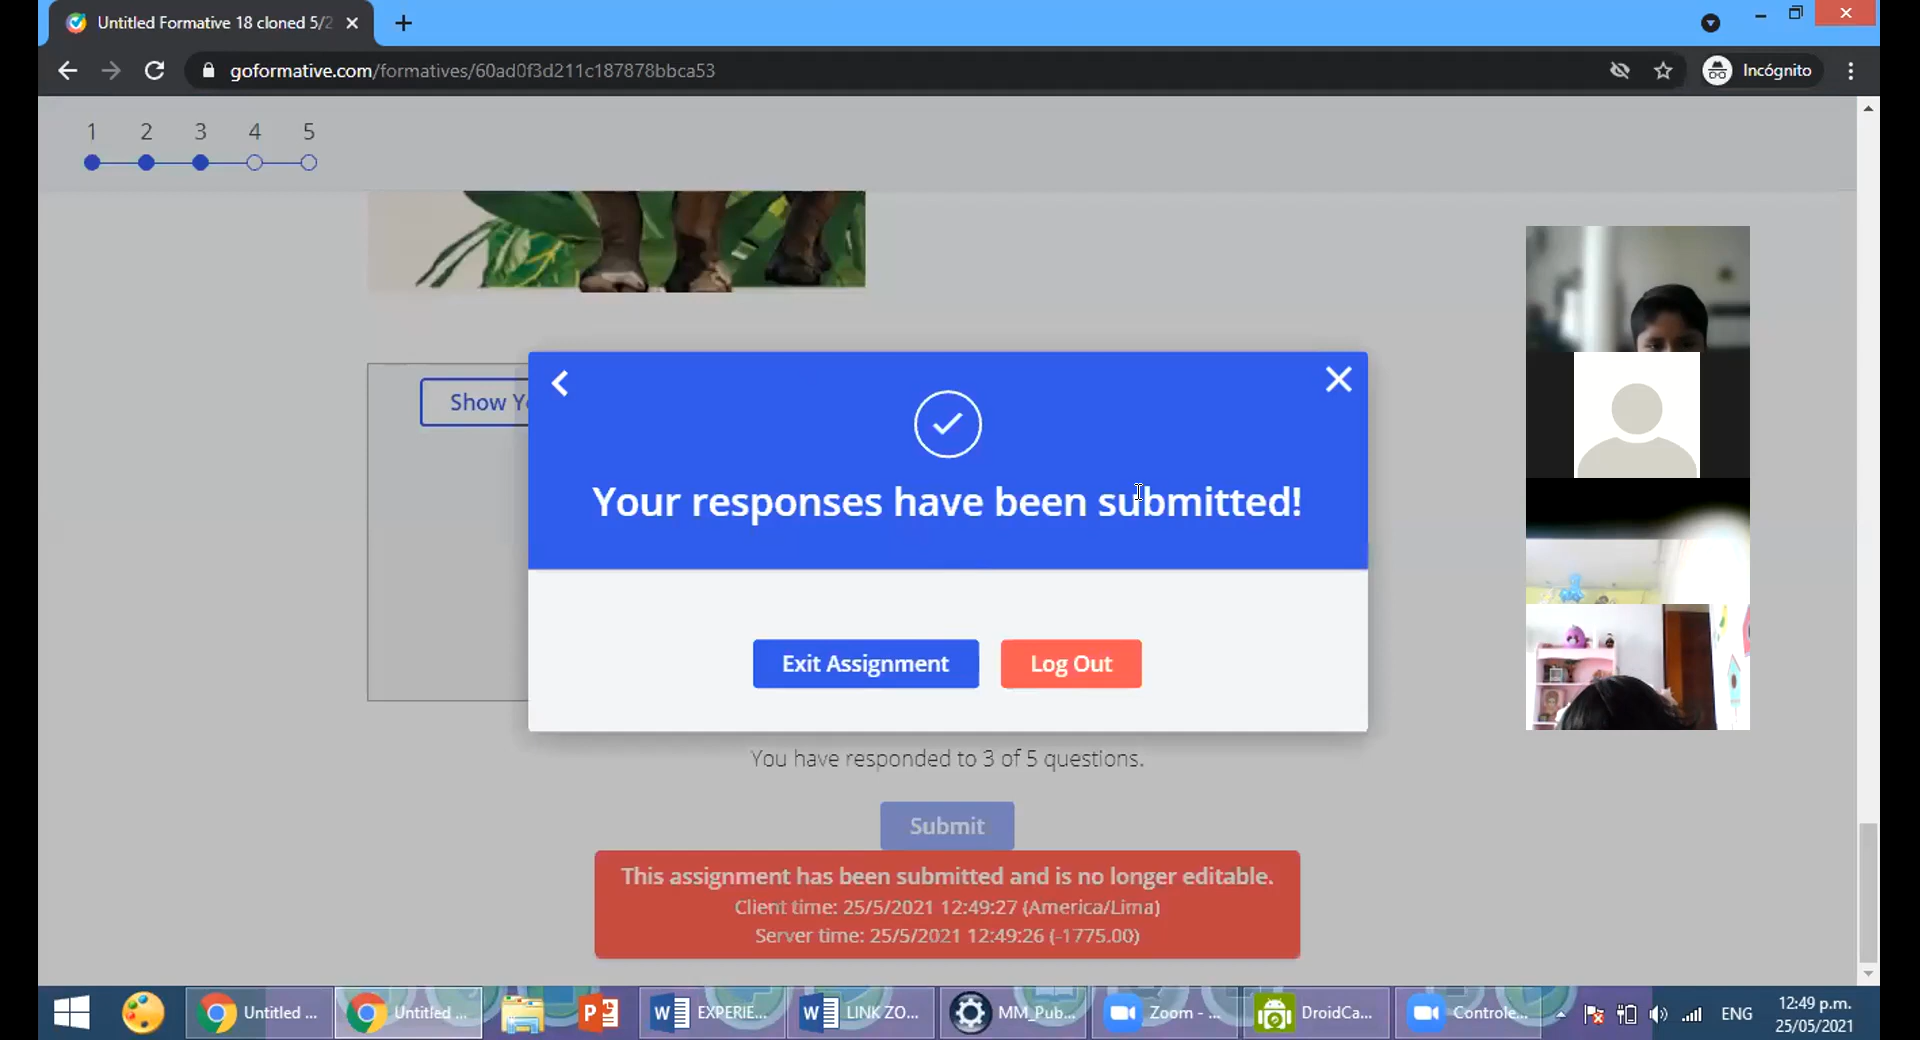 Untitled Formative 18 cloned 5/2
goformative.com/formatives/60ad0f3d211c187878bbca53
Incógnito
1 2 3 4 5
Show Y
Your responses have been submitted!
Exit Assignment
Log Out
You have responded to 3 of 5 questions.
Submit
This assignment has been submitted and is no longer editable.
Client time: 25/5/2021 12:49:27 (America/Lima)
Server time: 25/5/2021 12:49:26 (-1775.00)
Untitled ...
Untitled ...
EXPERIE...
LINK ZO...
MM_Pub...
Zoom - ...
DroidCa...
Controle...
ENG
12:49 p.m.
25/05/2021